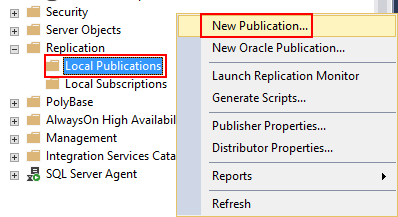 Security
Server Objects
Replication
Local Publications
Local Subscriptions
PolyBase
AlwaysOn High Availabil
Management
Integration Services Cata
SQL Server Agent
New Publication...
New Oracle Publication...
Launch Replication Monitor
Generate Scripts...
Publisher Properties...
Distributor Properties...
Reports
Refresh